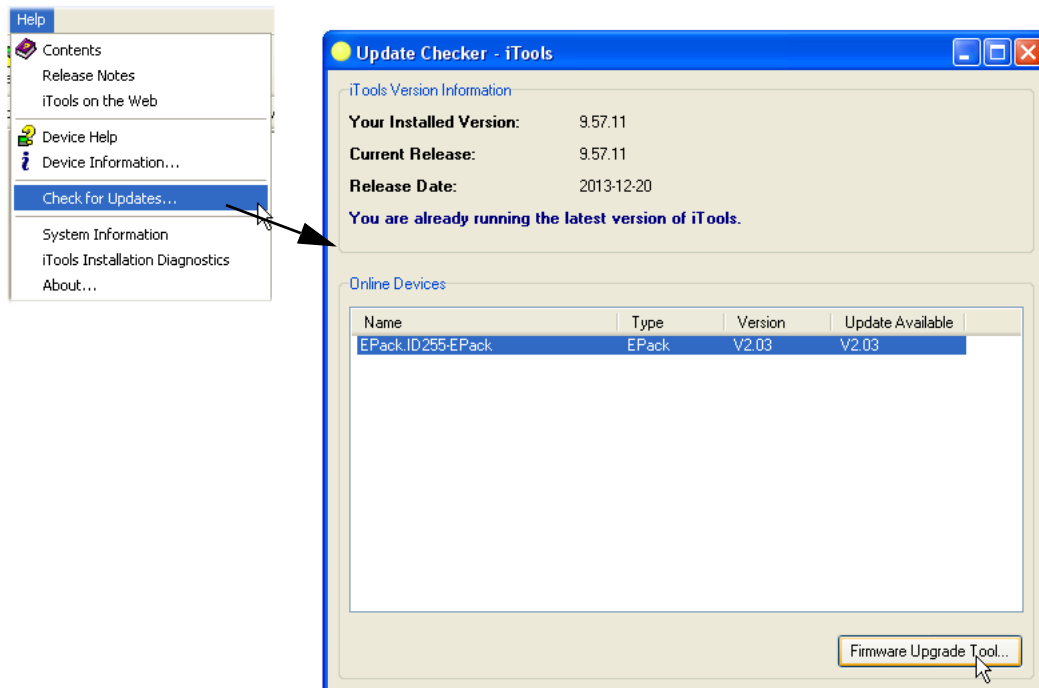 Help
Contents
Release Notes
iTools on the Web
Device Help
Device Information...
Check for Updates...
System Information
iTools Installation Diagnostics
About...
Update Checker - iTools
iTools Version Information
Your Installed Version: 9.57.11
Current Release: 9.57.11
Release Date: 2013-12-20
You are already running the latest version of iTools.
Online Devices
Name Type Version Update Available
EPack.ID255-EPack EPack V2.03 V2.03
Firmware Upgrade Tool...